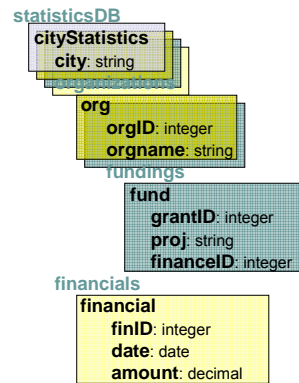 statisticsDB
cityStatistics
city: string
organizations
org
orgID: integer
orgname: string
fundings
fund
grantID: integer
proj: string
financeID: integer
financials
financial
finID: integer
date: date
amount: decimal